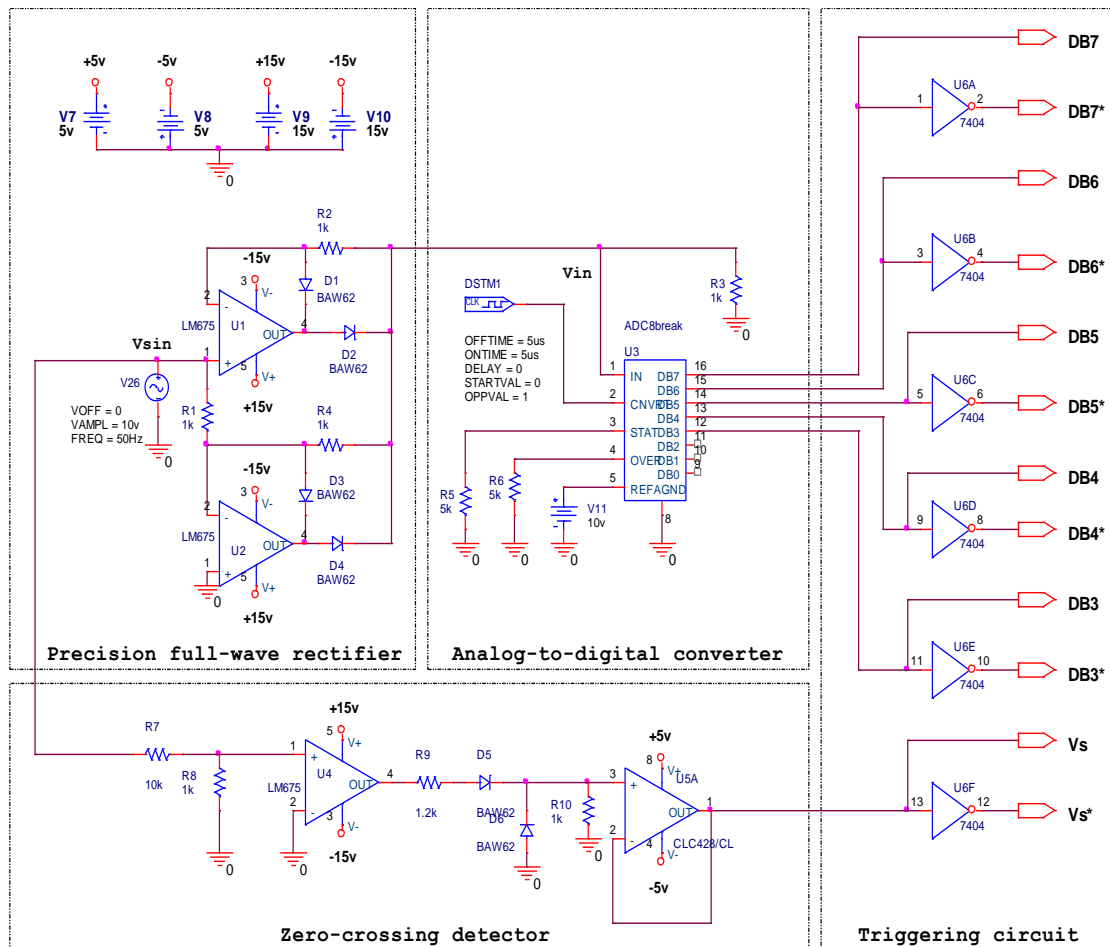 +5v
-5v
+15v
-15v
V7
5v
V8
5v
V9
15v
V10
15v
0
R2
1k
-15v
3
V-
D1
BAW62
2
LM675
U1
OUT
4
D2
BAW62
Vsin
1
+
5
V+
+15v
V26
VOFF = 0
VAMPL = 10v
FREQ = 50Hz
0
R1
1k
R4
1k
-15v
3
V-
D3
BAW62
2
LM675
U2
OUT
4
D4
BAW62
1
+
5
V+
0
+15v
Precision full-wave rectifier
Vin
R3
1k
0
DSTM1
CLK
OFFTIME = 5us
ONTIME = 5us
DELAY = 0
STARTVAL = 0
OPPVAL = 1
ADC8break
U3
1 IN DB7 16
DB6 15
2 CNVRT DB5 14
DB4 13
3 STAT DB3 12
DB2 11
4 OVER DB1 10
DB0 9
5 REF AGND
8
R5
5k
R6
5k
V11
10v
0
0
0
0
Analog-to-digital converter
DB7
U6A
1
2
7404
DB7*
DB6
U6B
3
4
7404
DB6*
DB5
U6C
5
6
7404
DB5*
DB4
U6D
9
8
7404
DB4*
DB3
U6E
11
10
7404
DB3*
Vs
U6F
13
12
7404
Vs*
Triggering circuit
R7
10k
R8
1k
0
+15v
5
V+
1
+
U4
LM675
OUT
4
2
-
3
V-
-15v
0
R9
1.2k
D5
BAW62
D6
BAW62
0
R10
1k
0
+5v
8
V+
3
+
U5A
OUT
1
2
-
4
V-
CLC428/CL
-5v
Zero-crossing detector